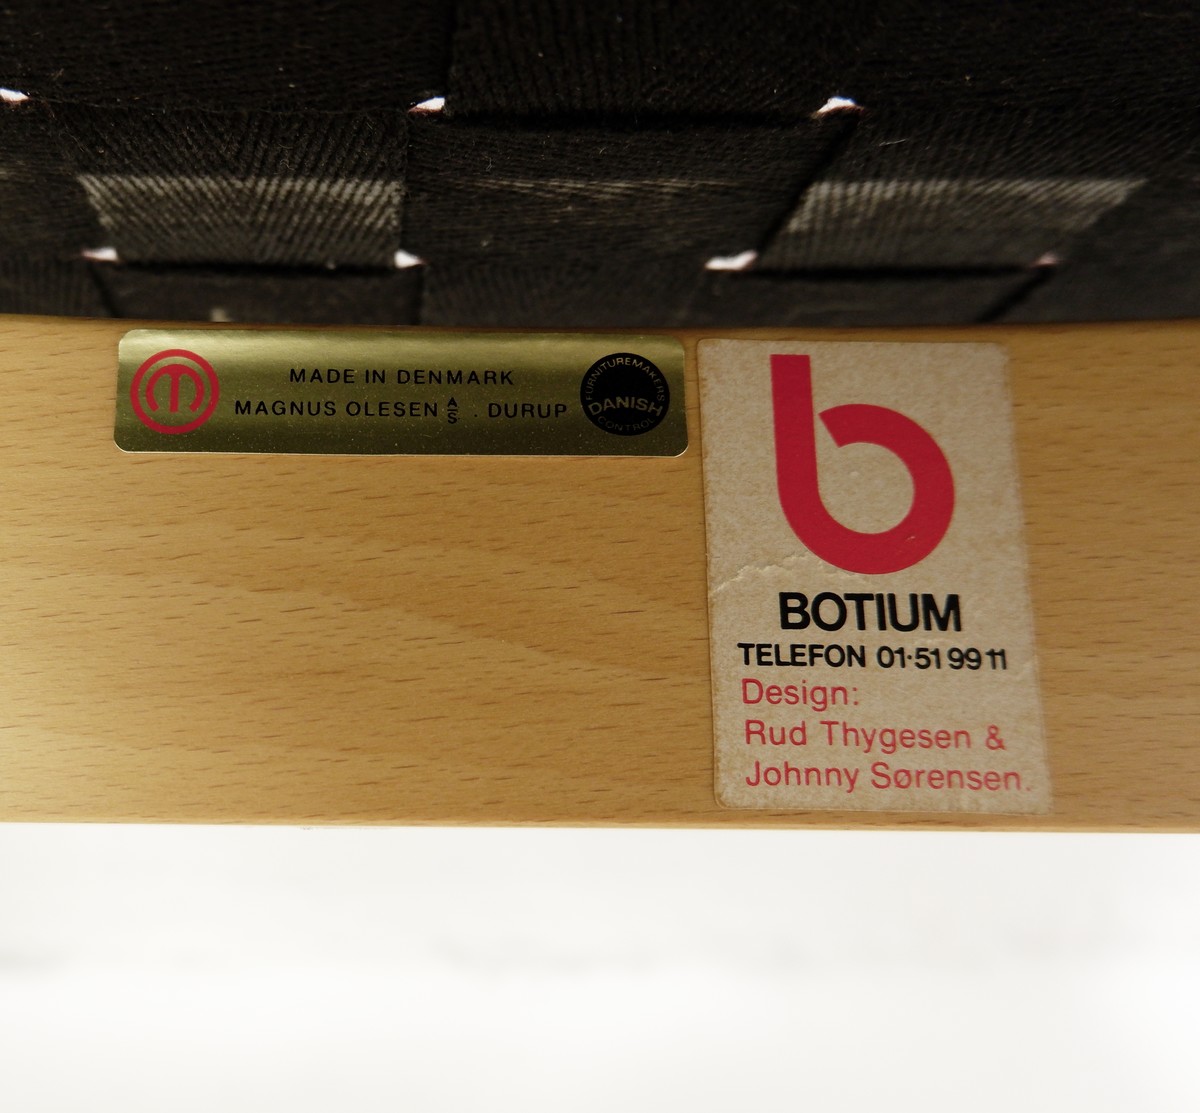 MADE IN DENMARK
MAGNUS OLESEN A/S . DURUP
FURNITUREMAKERS
DANISH
CONTROL
b
BOTIUM
TELEFON 01·51 99 11
Design:
Rud Thygesen &
Johnny Sørensen.